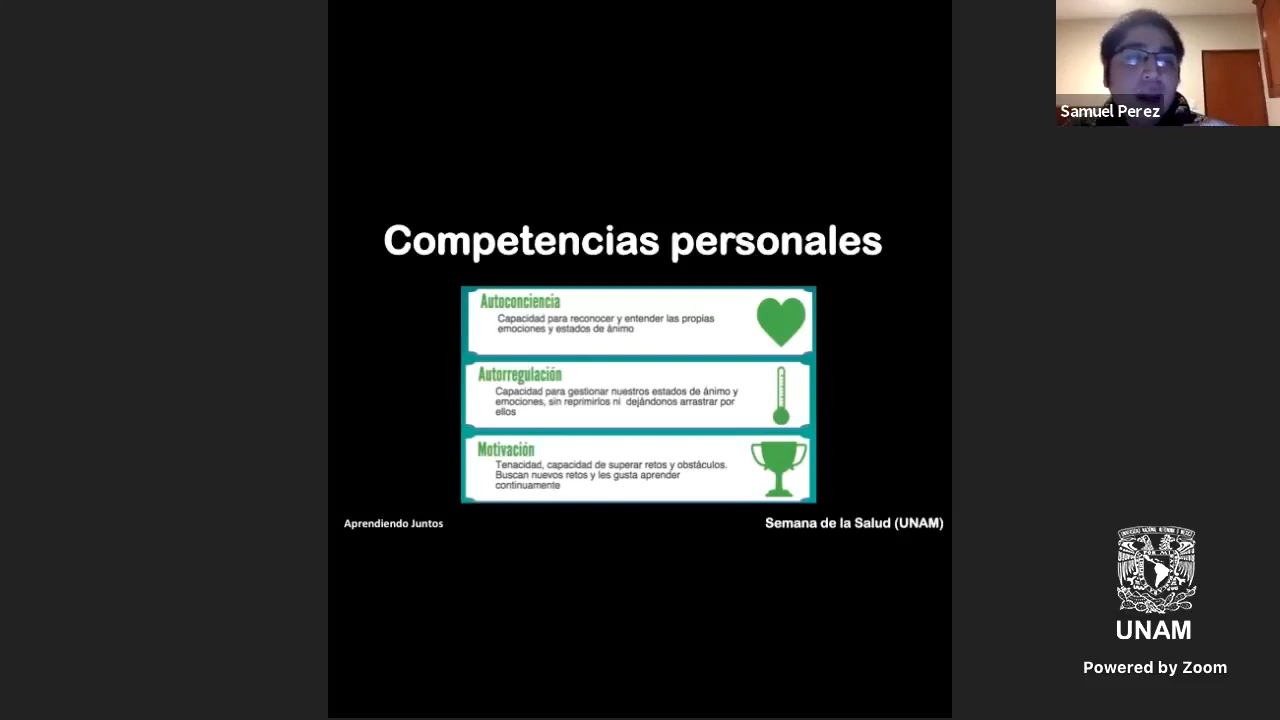 Samuel Perez
Competencias personales
Autoconciencia
Capacidad para reconocer y entender las propias
emociones y estados de ánimo
Autorregulación
Capacidad para gestionar nuestros estados de ánimo y
emociones, sin reprimirlos ni dejándonos arrastrar por
ellos
Motivación
Tenacidad, capacidad de superar retos y obstáculos.
Buscan nuevos retos y les gusta aprender
continuamente
Aprendiendo Juntos
Semana de la Salud (UNAM)
UNAM
Powered by Zoom